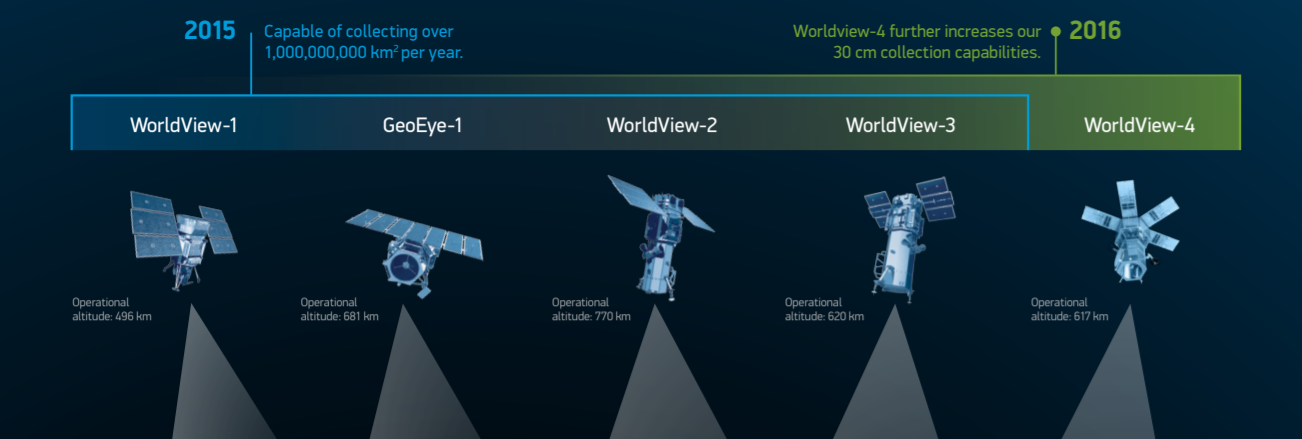 2015
Capable of collecting over
1,000,000,000 km² per year.
Worldview-4 further increases our
30 cm collection capabilities.
2016
WorldView-1
GeoEye-1
WorldView-2
WorldView-3
WorldView-4
Operational
altitude: 496 km
Operational
altitude: 681 km
Operational
altitude: 770 km
Operational
altitude: 620 km
Operational
altitude: 617 km